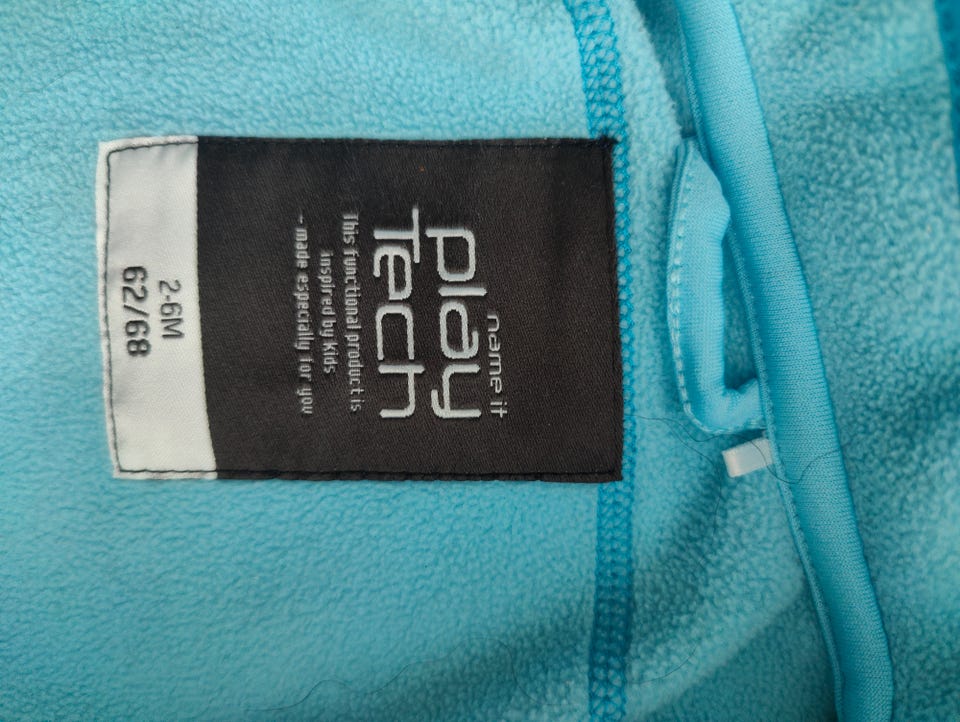 name it
play
Tech
This functional product is
inspired by kids
- made especially for you
2-6M
62/68